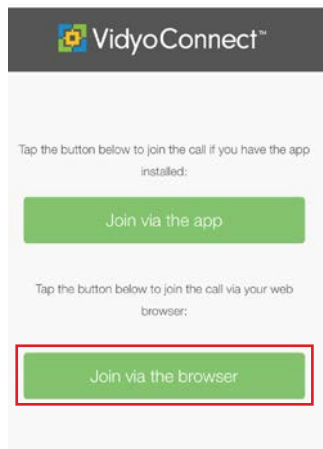 VidyoConnect™
Tap the button below to join the call if you have the app
installed:
Join via the app
Tap the button below to join the call via your web
browser:
Join via the browser